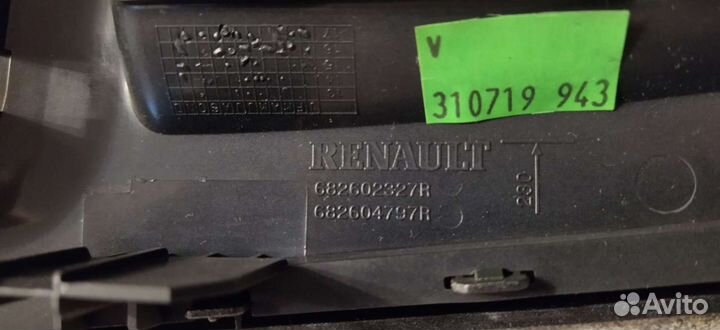 V
310719 943
RENAULT
682602327R
682604797R
230
Avito